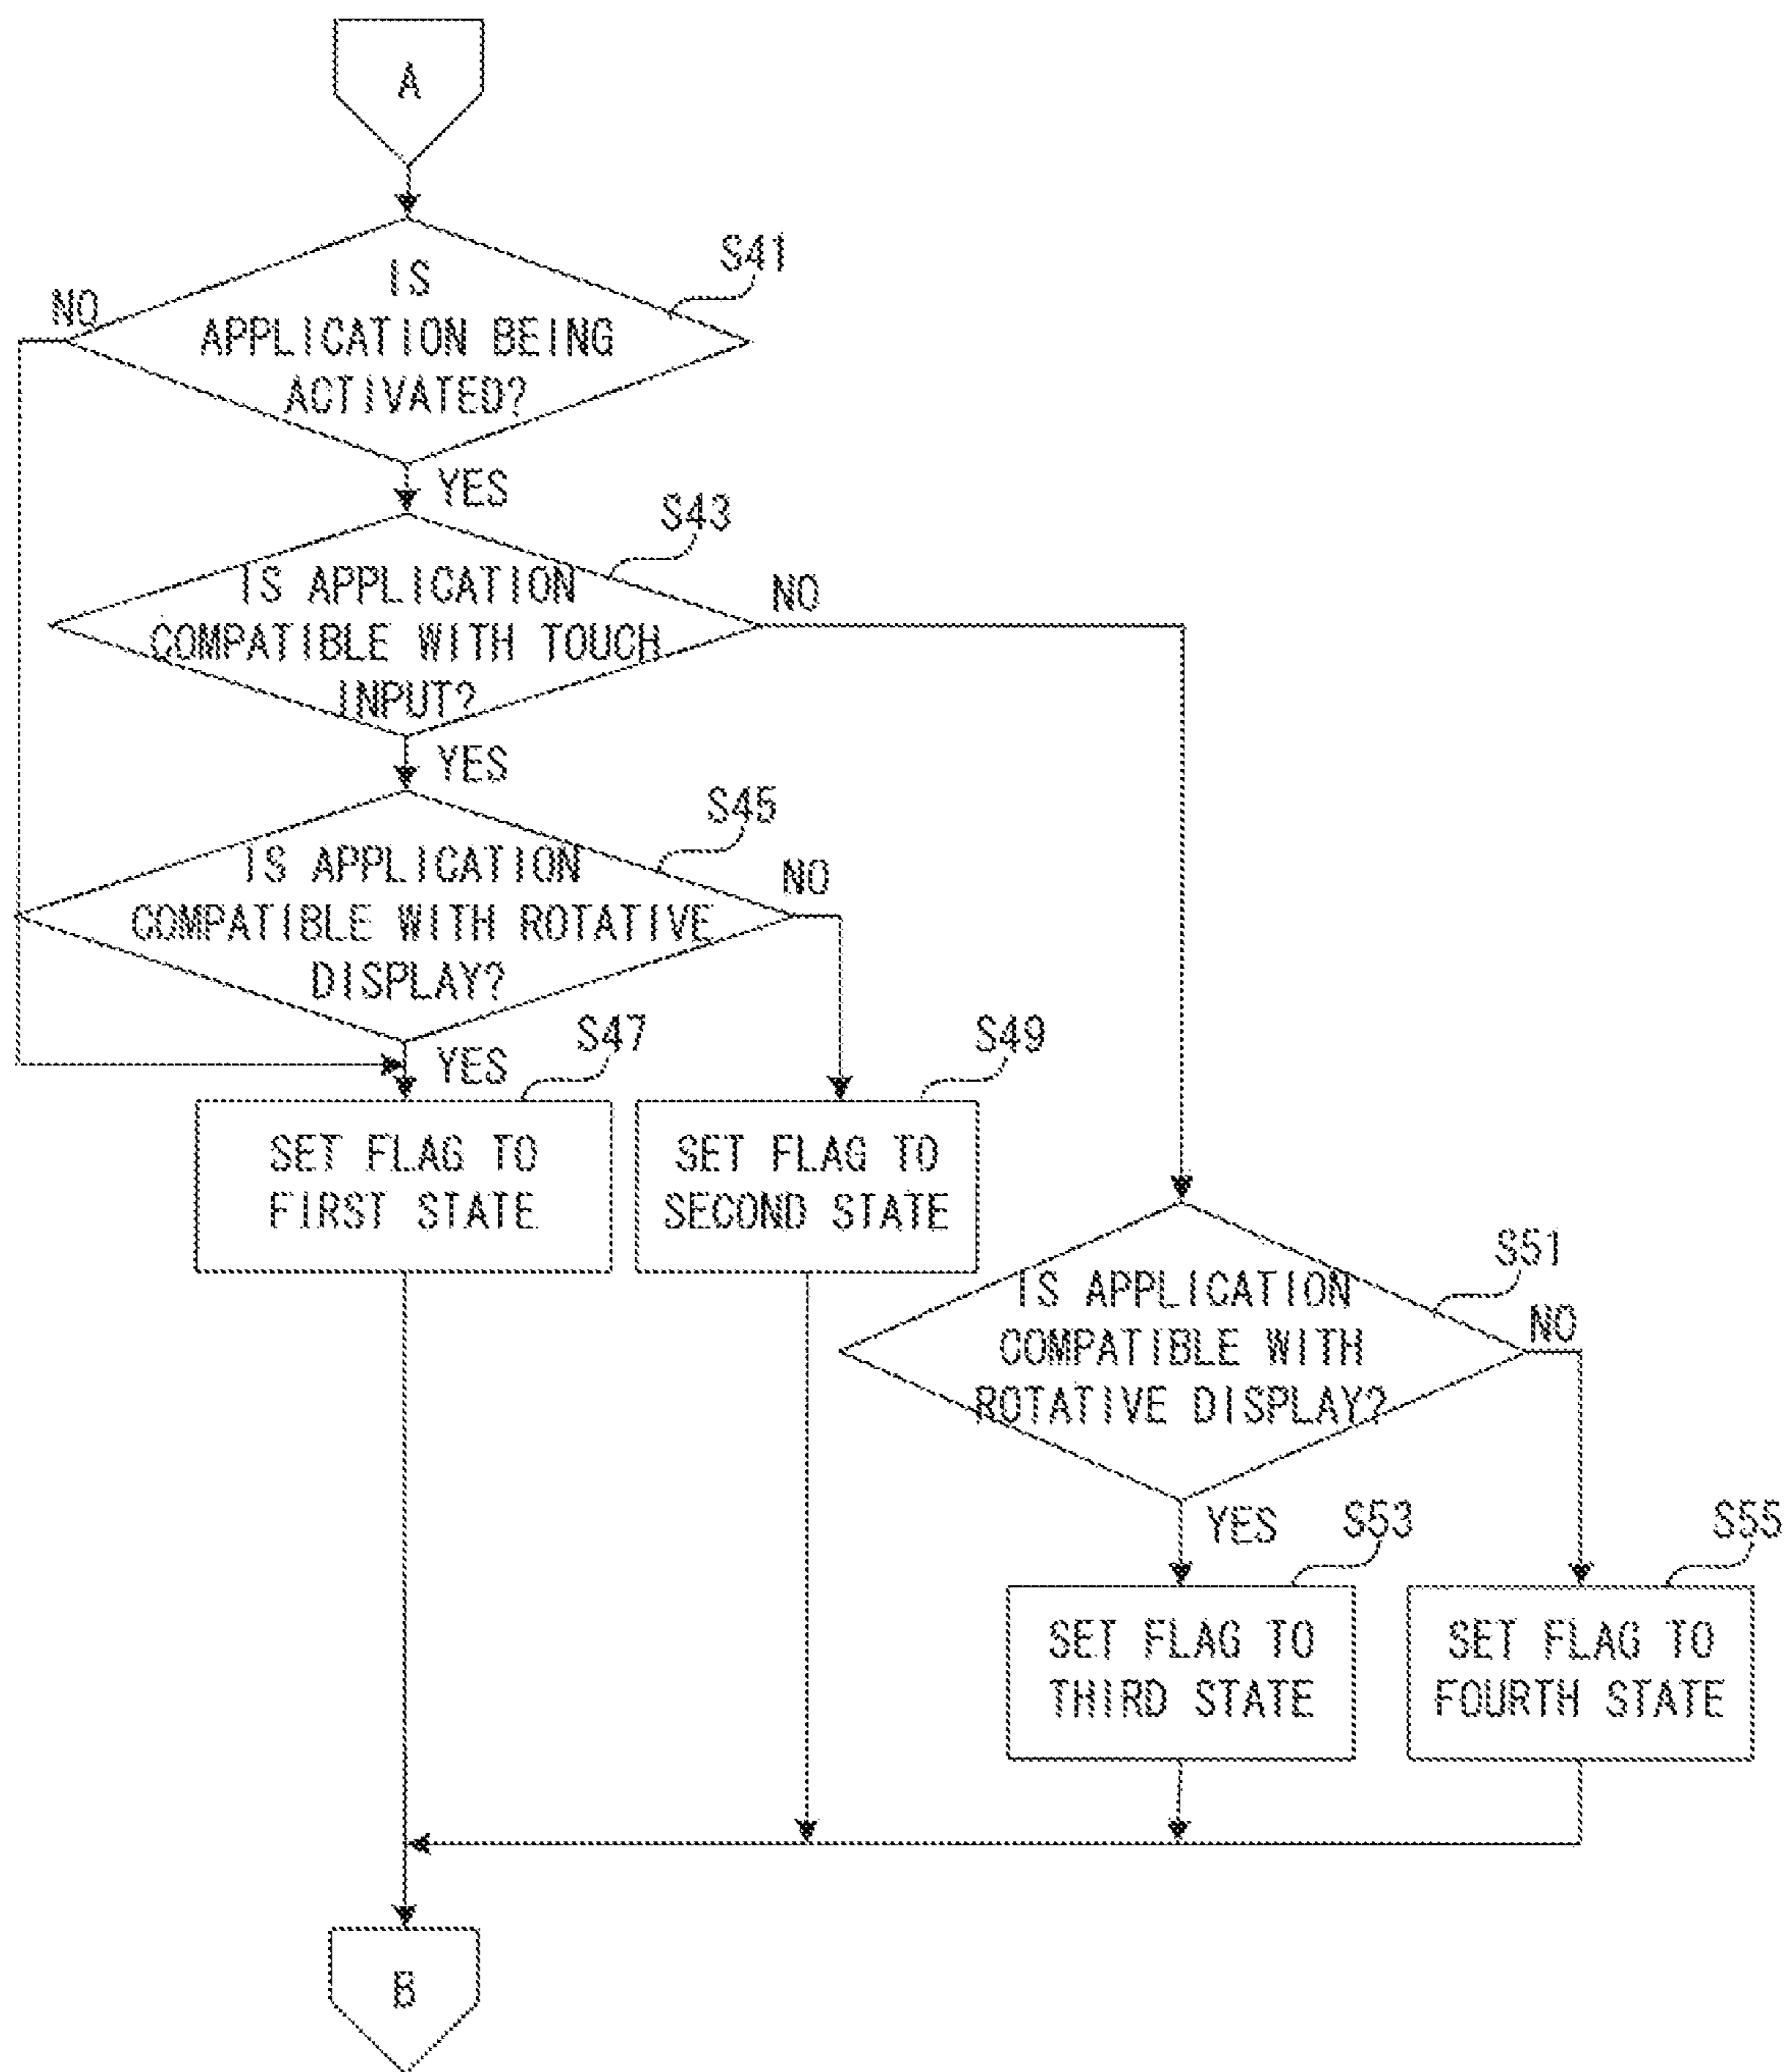 A
S41
IS
NO
APPLICATION BEING
ACTIVATED?
YES
S43
IS APPLICATION
NO
COMPATIBLE WITH TOUCH
INPUT?
YES
S45
IS APPLICATION
NO
COMPATIBLE WITH ROTATIVE
DISPLAY?
YES
S47
S49
SET FLAG TO
FIRST STATE
SET FLAG TO
SECOND STATE
S51
IS APPLICATION
NO
COMPATIBLE WITH
ROTATIVE DISPLAY?
YES
S53
S55
SET FLAG TO
THIRD STATE
SET FLAG TO
FOURTH STATE
B